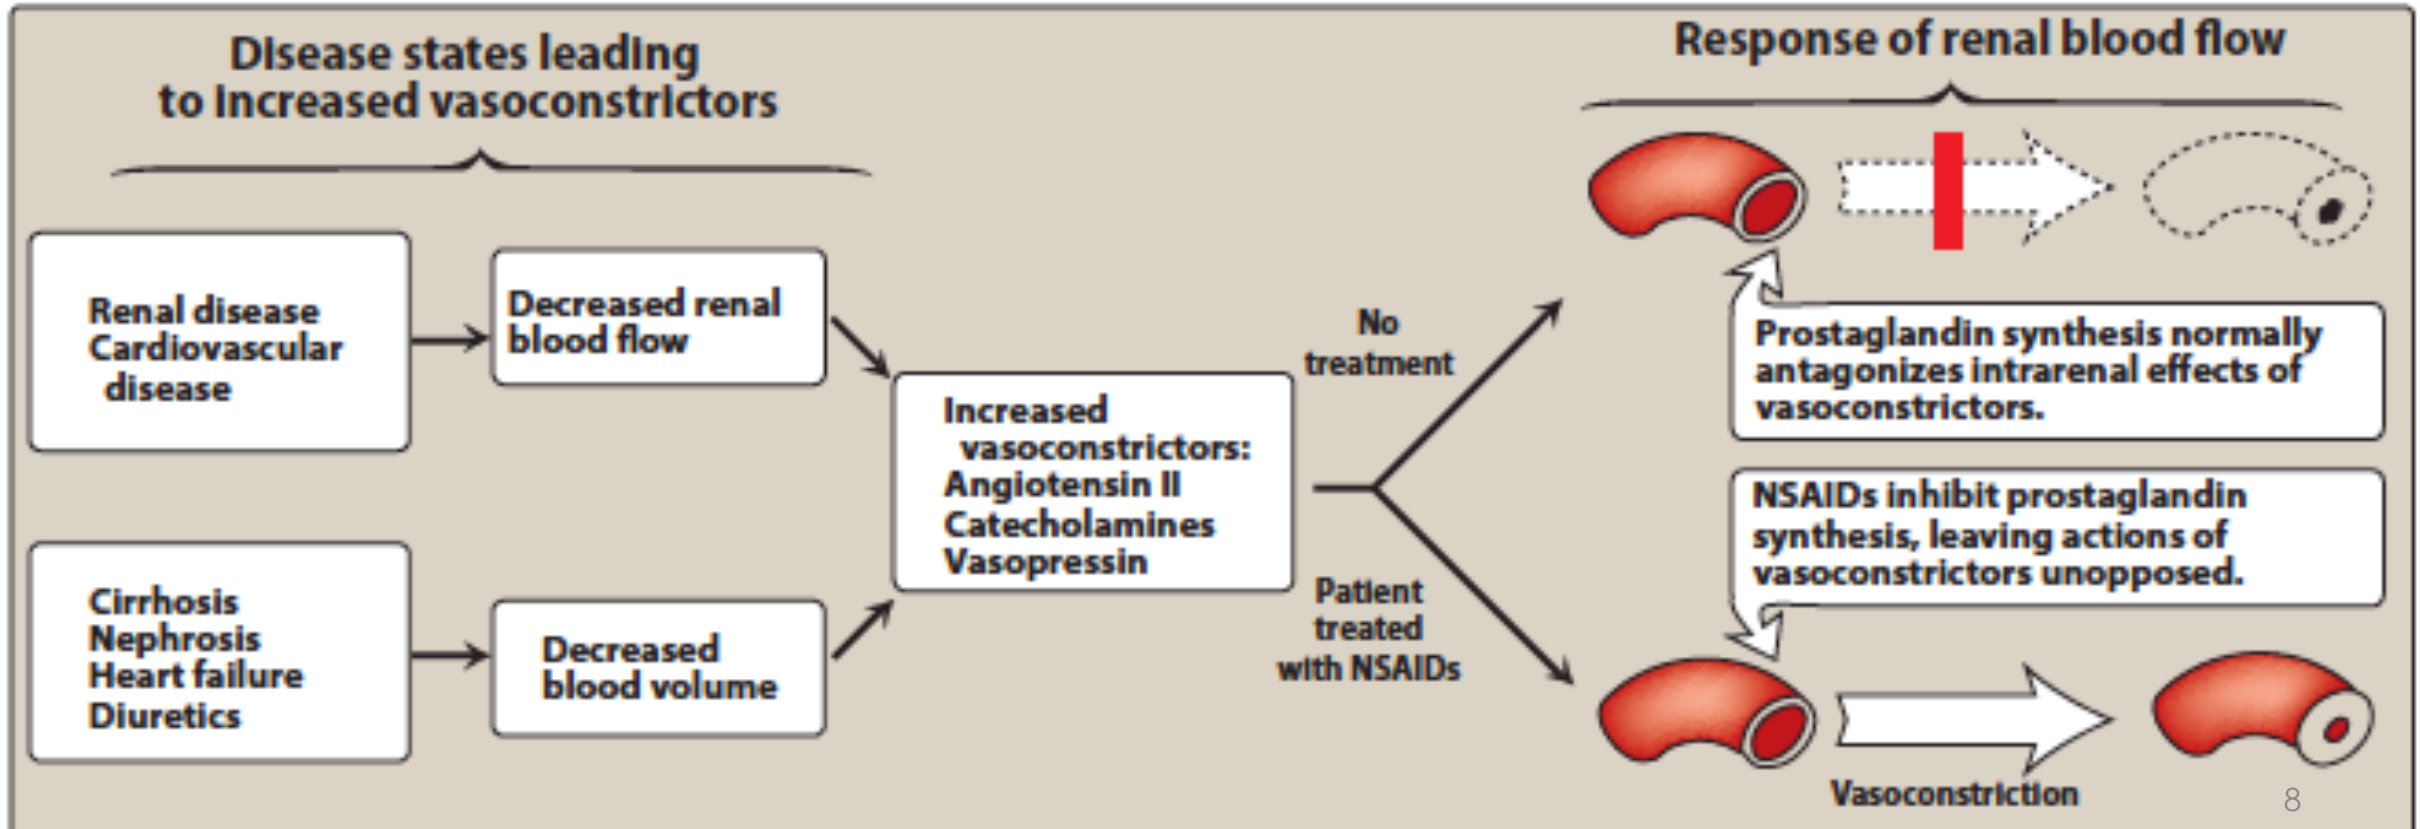 Disease states leading
to increased vasoconstrictors
Response of renal blood flow
Renal disease
Cardiovascular
disease
Decreased renal
blood flow
Cirrhosis
Nephrosis
Heart failure
Diuretics
Decreased
blood volume
Increased
vasoconstrictors:
Angiotensin II
Catecholamines
Vasopressin
No
treatment
Patient
treated
with NSAIDs
Prostaglandin synthesis normally
antagonizes intrarenal effects of
vasoconstrictors.
NSAIDs inhibit prostaglandin
synthesis, leaving actions of
vasoconstrictors unopposed.
Vasoconstriction
8